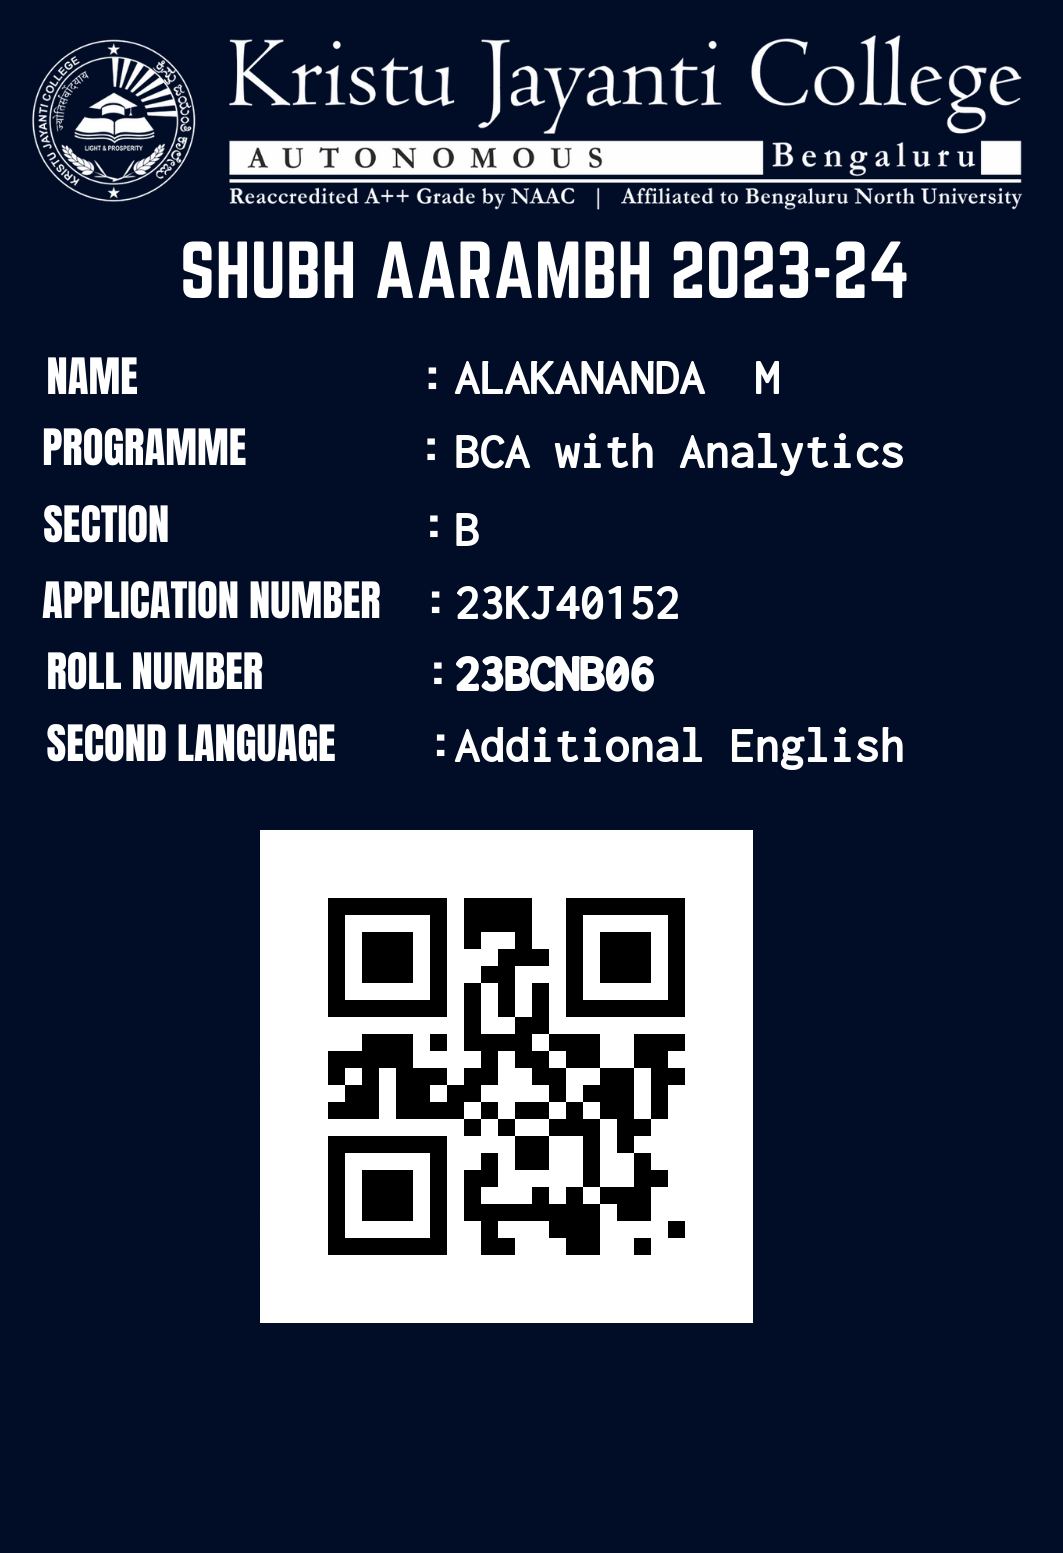 Kristu Jayanti College
AUTONOMOUS Bengaluru
Reaccredited A++ Grade by NAAC | Affiliated to Bengaluru North University
KRISTU JAYANTI COLLEGE
LIGHT & PROSPERITY
SHUBH AARAMBH 2023-24
NAME : ALAKANANDA M
PROGRAMME : BCA with Analytics
SECTION : B
APPLICATION NUMBER : 23KJ40152
ROLL NUMBER : 23BCNB06
SECOND LANGUAGE : Additional English